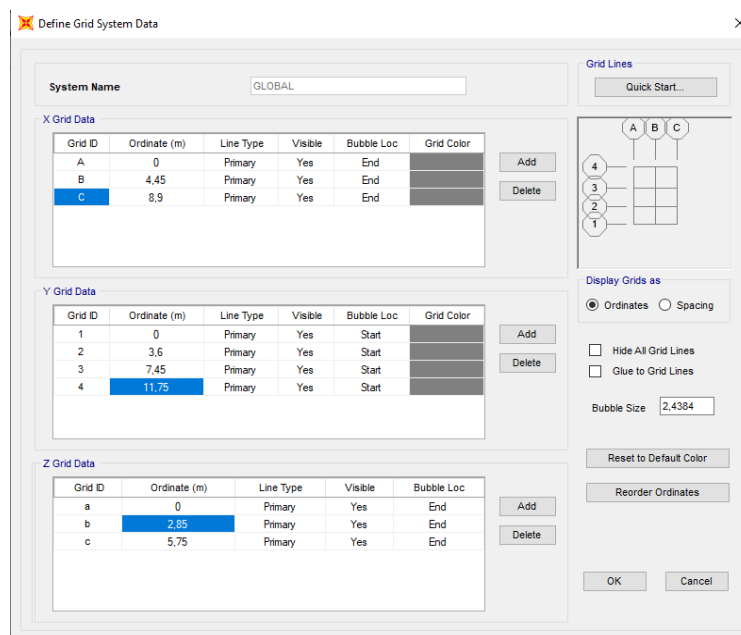 Define Grid System Data
System Name GLOBAL
X Grid Data
Grid ID Ordinate (m) Line Type Visible Bubble Loc Grid Color
A 0 Primary Yes End
B 4,45 Primary Yes End
C 8,9 Primary Yes End
Add
Delete
Y Grid Data
Grid ID Ordinate (m) Line Type Visible Bubble Loc Grid Color
1 0 Primary Yes Start
2 3,6 Primary Yes Start
3 7,45 Primary Yes Start
4 11,75 Primary Yes Start
Add
Delete
Z Grid Data
Grid ID Ordinate (m) Line Type Visible Bubble Loc
a 0 Primary Yes End
b 2,85 Primary Yes End
c 5,75 Primary Yes End
Add
Delete
Grid Lines
Quick Start...
A B C
4
3
2
1
Display Grids as
Ordinates Spacing
Hide All Grid Lines
Glue to Grid Lines
Bubble Size 2,4384
Reset to Default Color
Reorder Ordinates
OK Cancel